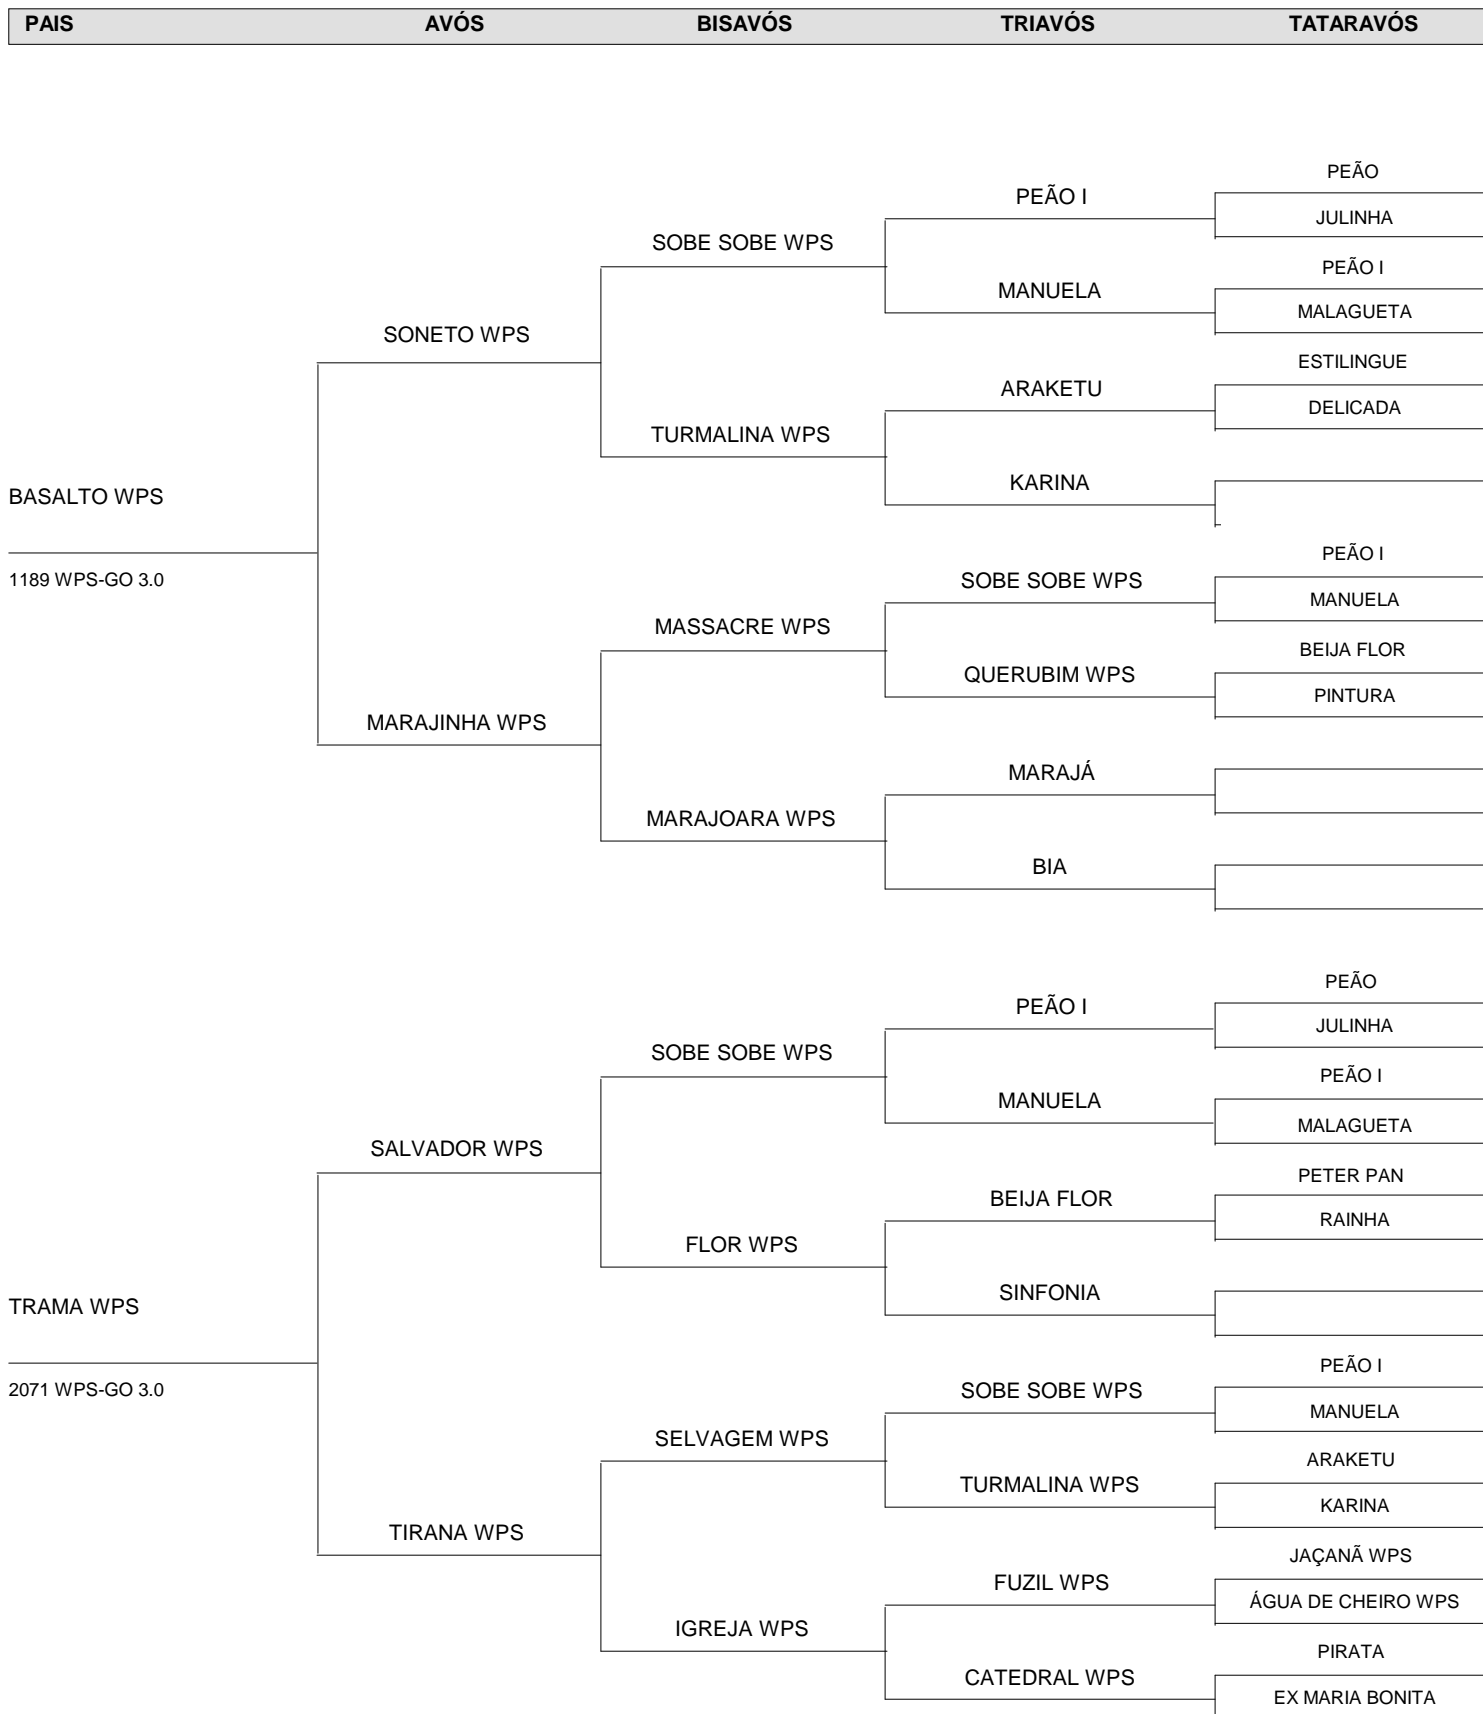 PAIS AVÓS BISAVÓS TRIAVÓS TATARAVÓS
PEÃO
PEÃO I
JULINHA
SOBE SOBE WPS
PEÃO I
MANUELA
MALAGUETA
SONETO WPS
ESTILINGUE
ARAKETU
DELICADA
TURMALINA WPS
KARINA
BASALTO WPS
1189 WPS-GO 3.0
PEÃO I
SOBE SOBE WPS
MANUELA
MASSACRE WPS
BEIJA FLOR
QUERUBIM WPS
PINTURA
MARAJINHA WPS
MARAJÁ
MARAJOARA WPS
BIA
PEÃO
PEÃO I
JULINHA
SOBE SOBE WPS
PEÃO I
MANUELA
MALAGUETA
SALVADOR WPS
PETER PAN
BEIJA FLOR
RAINHA
FLOR WPS
SINFONIA
TRAMA WPS
2071 WPS-GO 3.0
PEÃO I
SOBE SOBE WPS
MANUELA
SELVAGEM WPS
ARAKETU
TURMALINA WPS
KARINA
TIRANA WPS
JAÇANÃ WPS
FUZIL WPS
ÁGUA DE CHEIRO WPS
IGREJA WPS
PIRATA
CATEDRAL WPS
EX MARIA BONITA